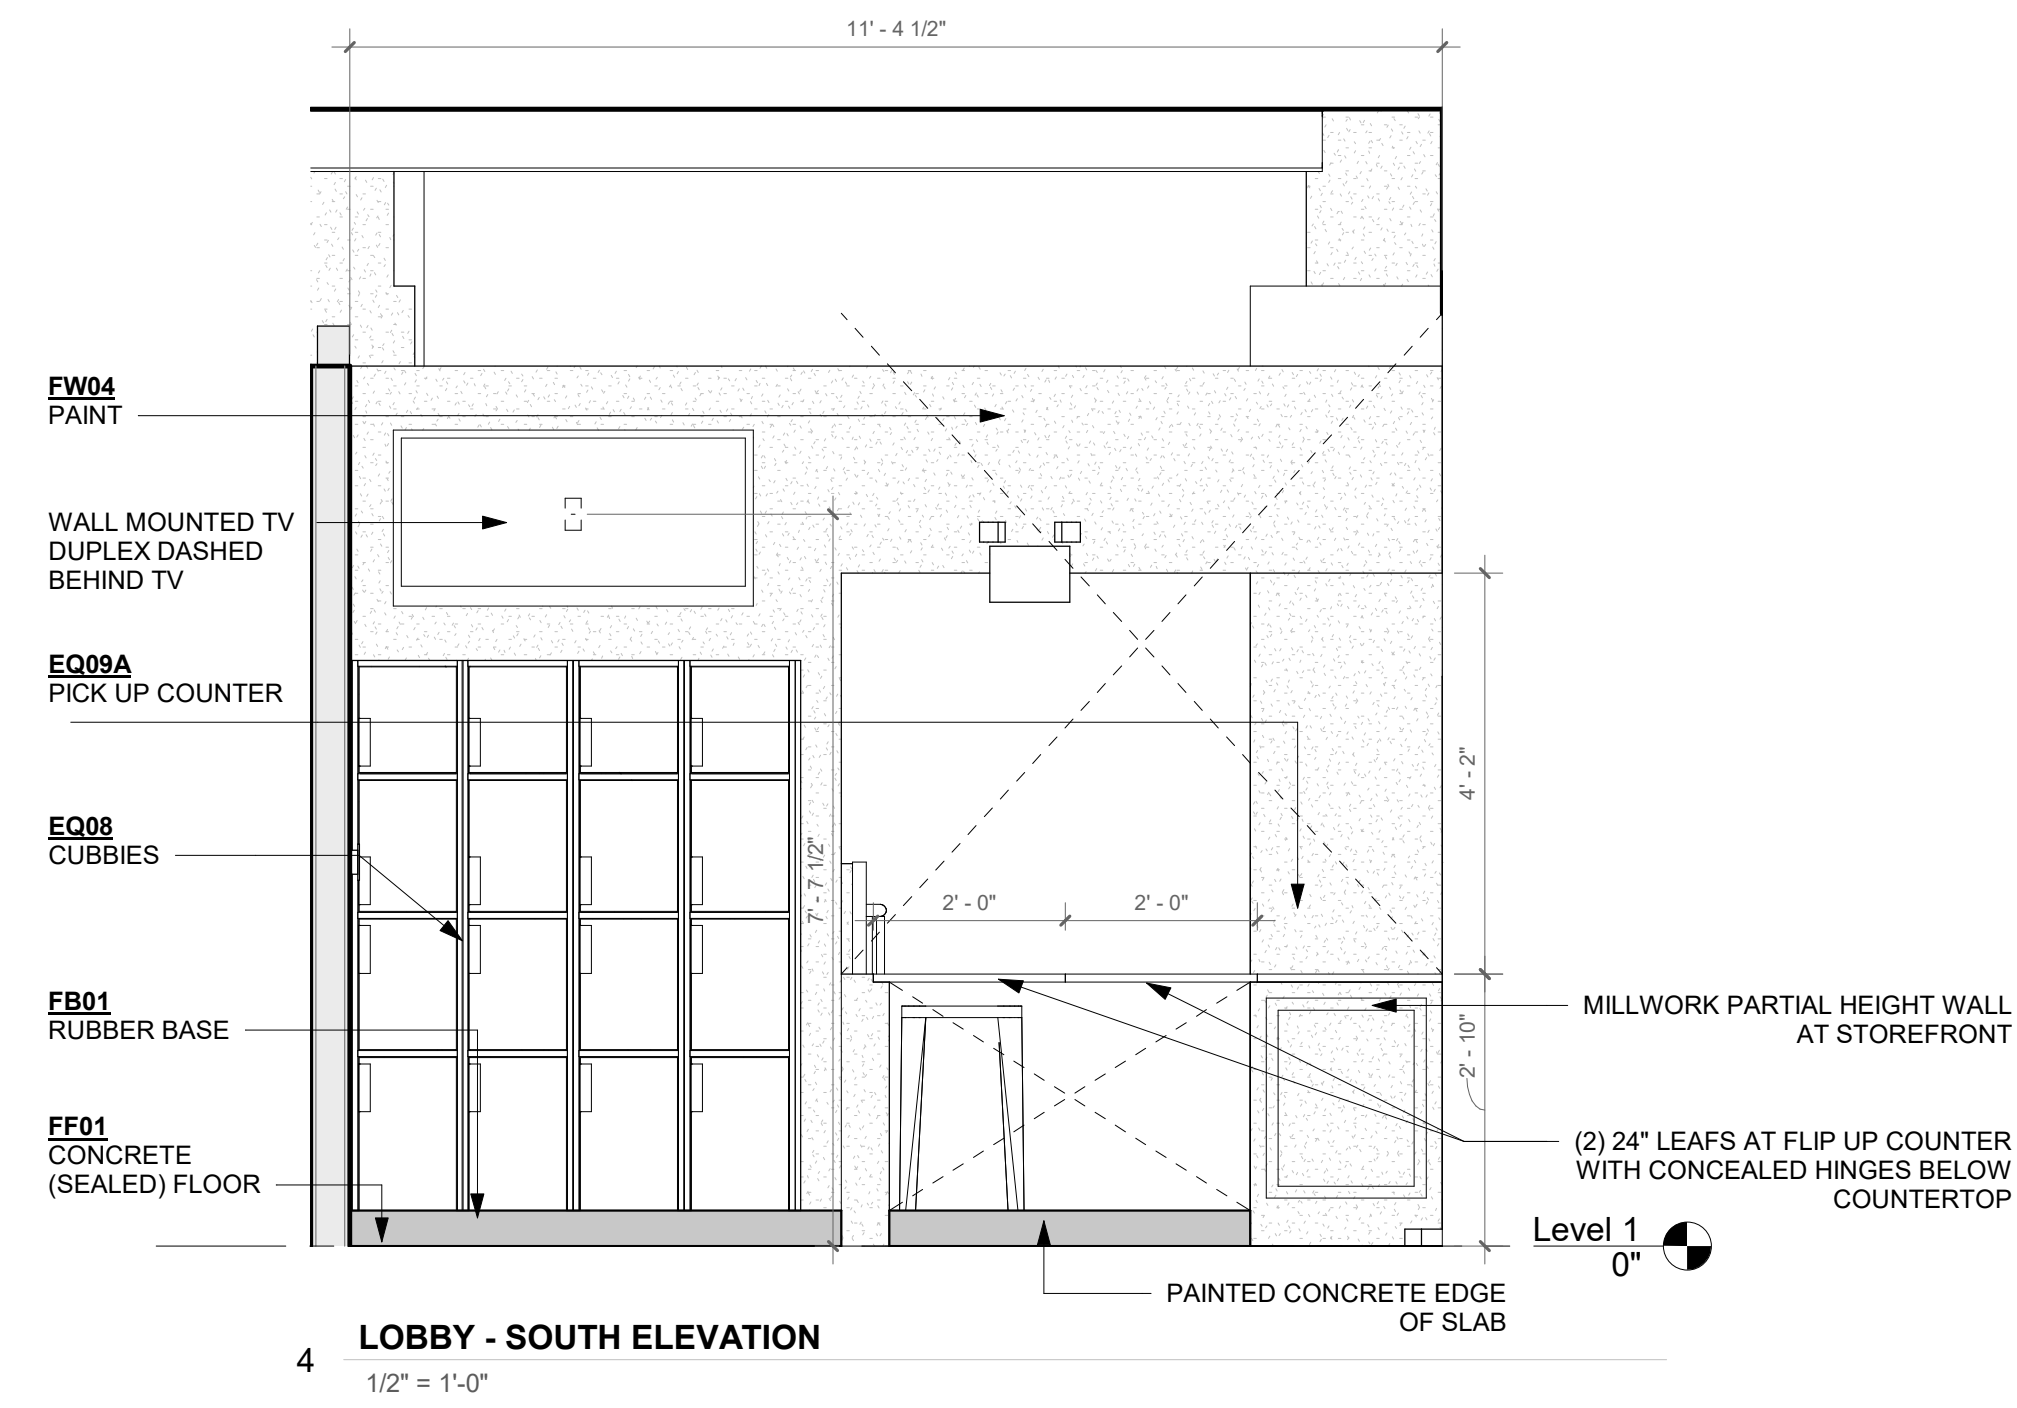 11' - 4 1/2"
FW04
PAINT
WALL MOUNTED TV
DUPLEX DASHED
BEHIND TV
EQ09A
PICK UP COUNTER
4' - 2"
EQ08
CUBBIES
7' - 7 1/2"
2' - 0"
2' - 0"
FB01
RUBBER BASE
MILLWORK PARTIAL HEIGHT WALL
AT STOREFRONT
2' - 10"
FF01
CONCRETE
(SEALED) FLOOR
(2) 24" LEAFS AT FLIP UP COUNTER
WITH CONCEALED HINGES BELOW
COUNTERTOP
Level 1
0"
PAINTED CONCRETE EDGE
OF SLAB
4
LOBBY - SOUTH ELEVATION
1/2" = 1'-0"